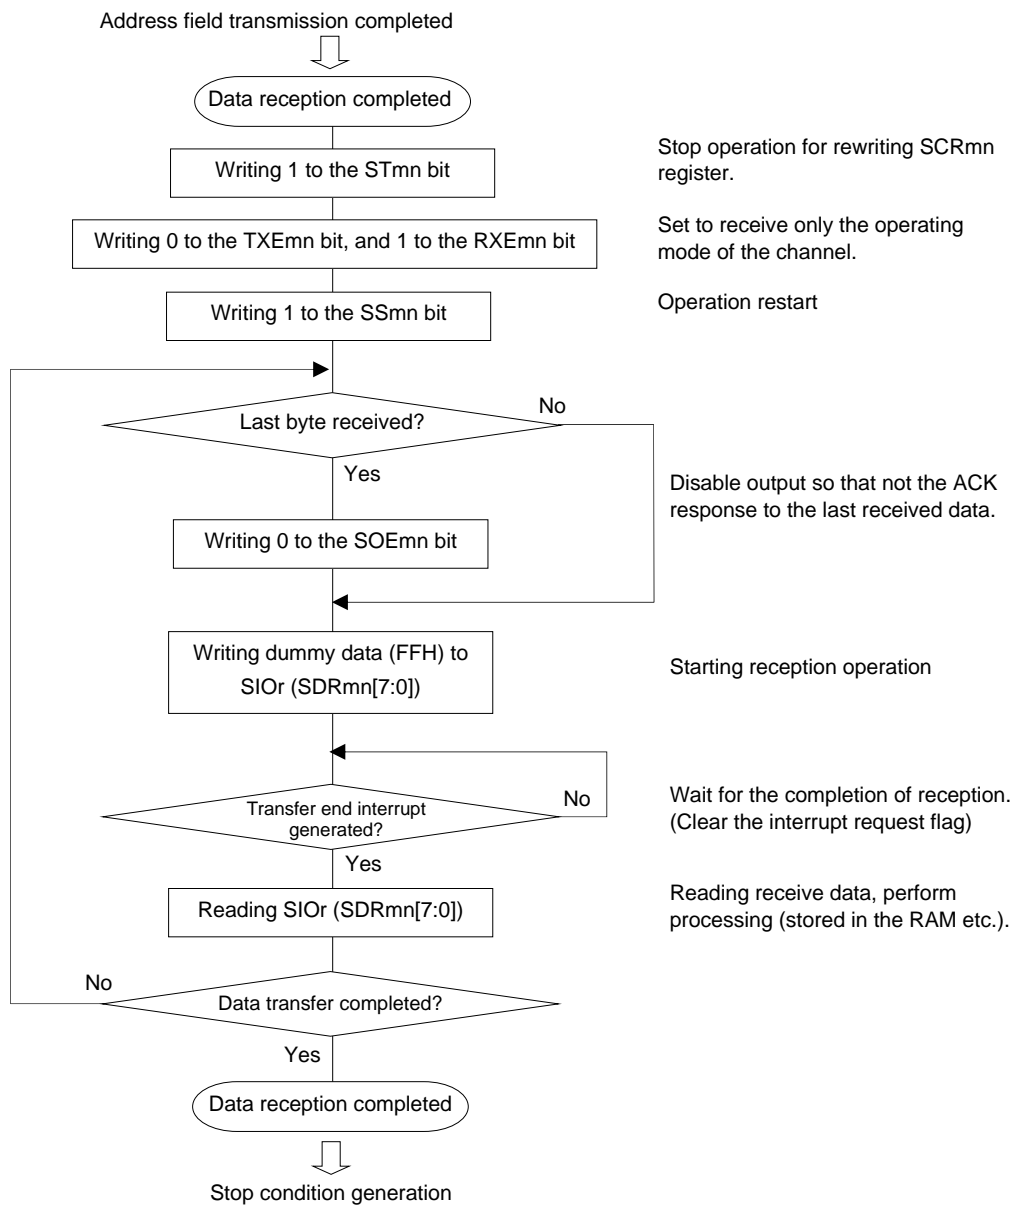 Address field transmission completed
Data reception completed
Writing 1 to the STmn bit
Stop operation for rewriting SCRmn
register.
Writing 0 to the TXEmn bit, and 1 to the RXEmn bit
Set to receive only the operating
mode of the channel.
Writing 1 to the SSmn bit
Operation restart
Last byte received?
No
Yes
Disable output so that not the ACK
response to the last received data.
Writing 0 to the SOEmn bit
Writing dummy data (FFH) to
SIOr (SDRmn[7:0])
Starting reception operation
Transfer end interrupt
generated?
No
Wait for the completion of reception.
(Clear the interrupt request flag)
Yes
Reading SIOr (SDRmn[7:0])
Reading receive data, perform
processing (stored in the RAM etc.).
No
Data transfer completed?
Yes
Data reception completed
Stop condition generation